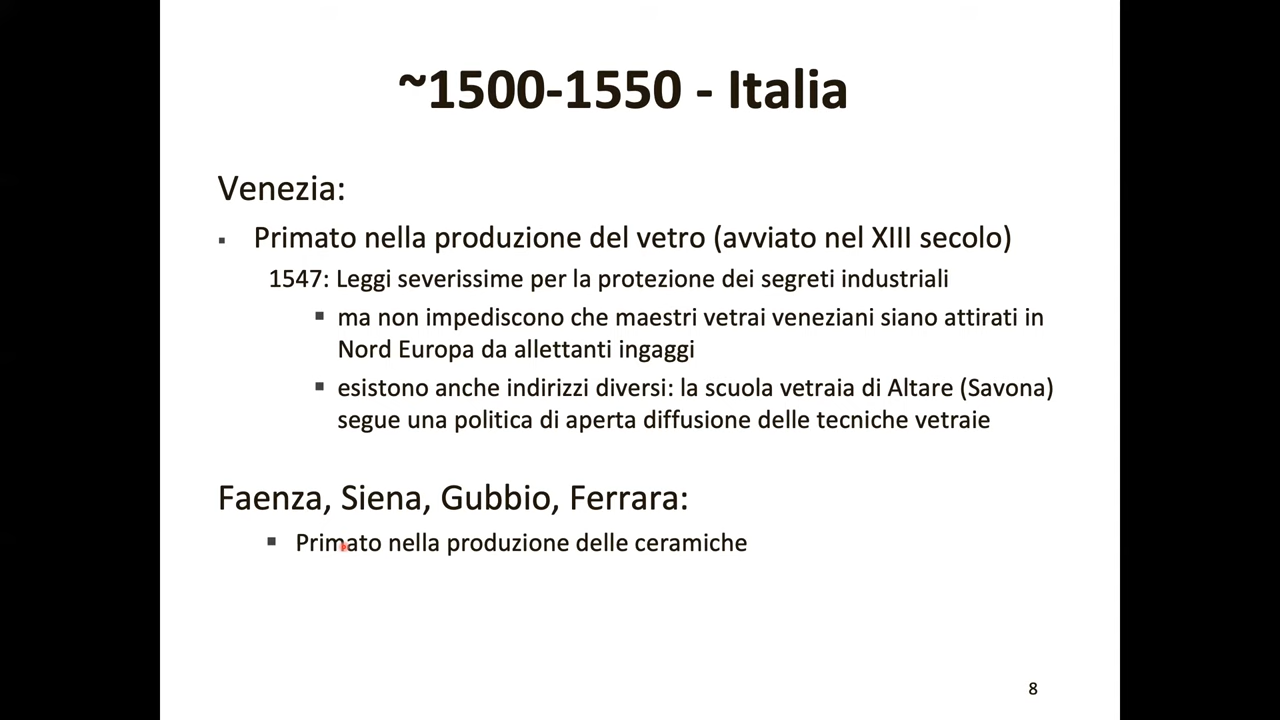 ~1500-1550 - Italia
Venezia:
▪ Primato nella produzione del vetro (avviato nel XIII secolo)
1547: Leggi severissime per la protezione dei segreti industriali
▪ ma non impediscono che maestri vetrai veneziani siano attirati in
Nord Europa da allettanti ingaggi
▪ esistono anche indirizzi diversi: la scuola vetraia di Altare (Savona)
segue una politica di aperta diffusione delle tecniche vetraie
Faenza, Siena, Gubbio, Ferrara:
▪ Primato nella produzione delle ceramiche
8